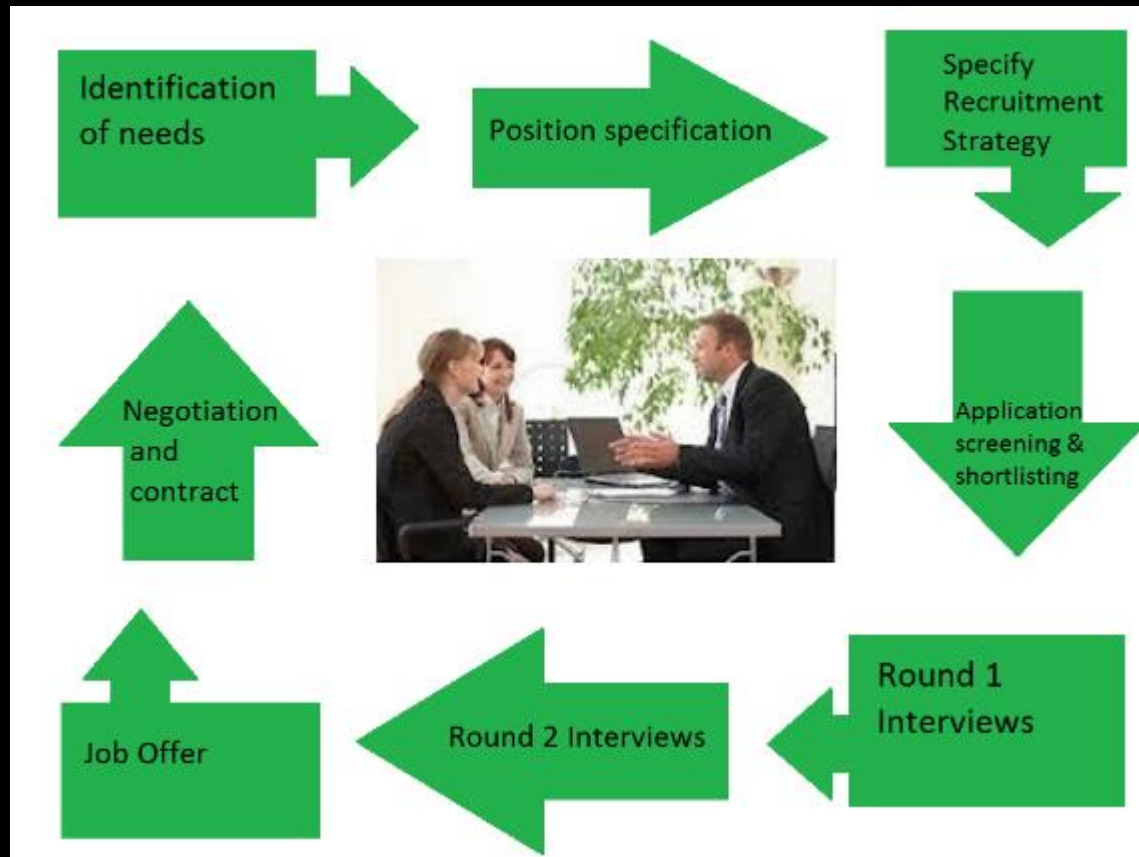 Identification
of needs
Position specification
Specify
Recruitment
Strategy
Application
screening &
shortlisting
Round 1
Interviews
Round 2 Interviews
Job Offer
Negotiation
and
contract